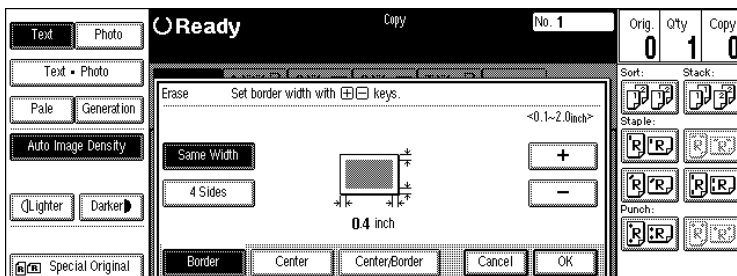 Text
Photo
Text • Photo
Pale
Generation
Auto Image Density
Lighter
Darker
Special Original
Ready
Copy
No. 1
Orig.
Q'ty
Copy
0
1
0
Erase
Set border width with + − keys.
<0.1~2.0inch>
Same Width
4 Sides
0.4 inch
+
−
Border
Center
Center/Border
Cancel
OK
Sort:
Stack:
Staple:
Punch: